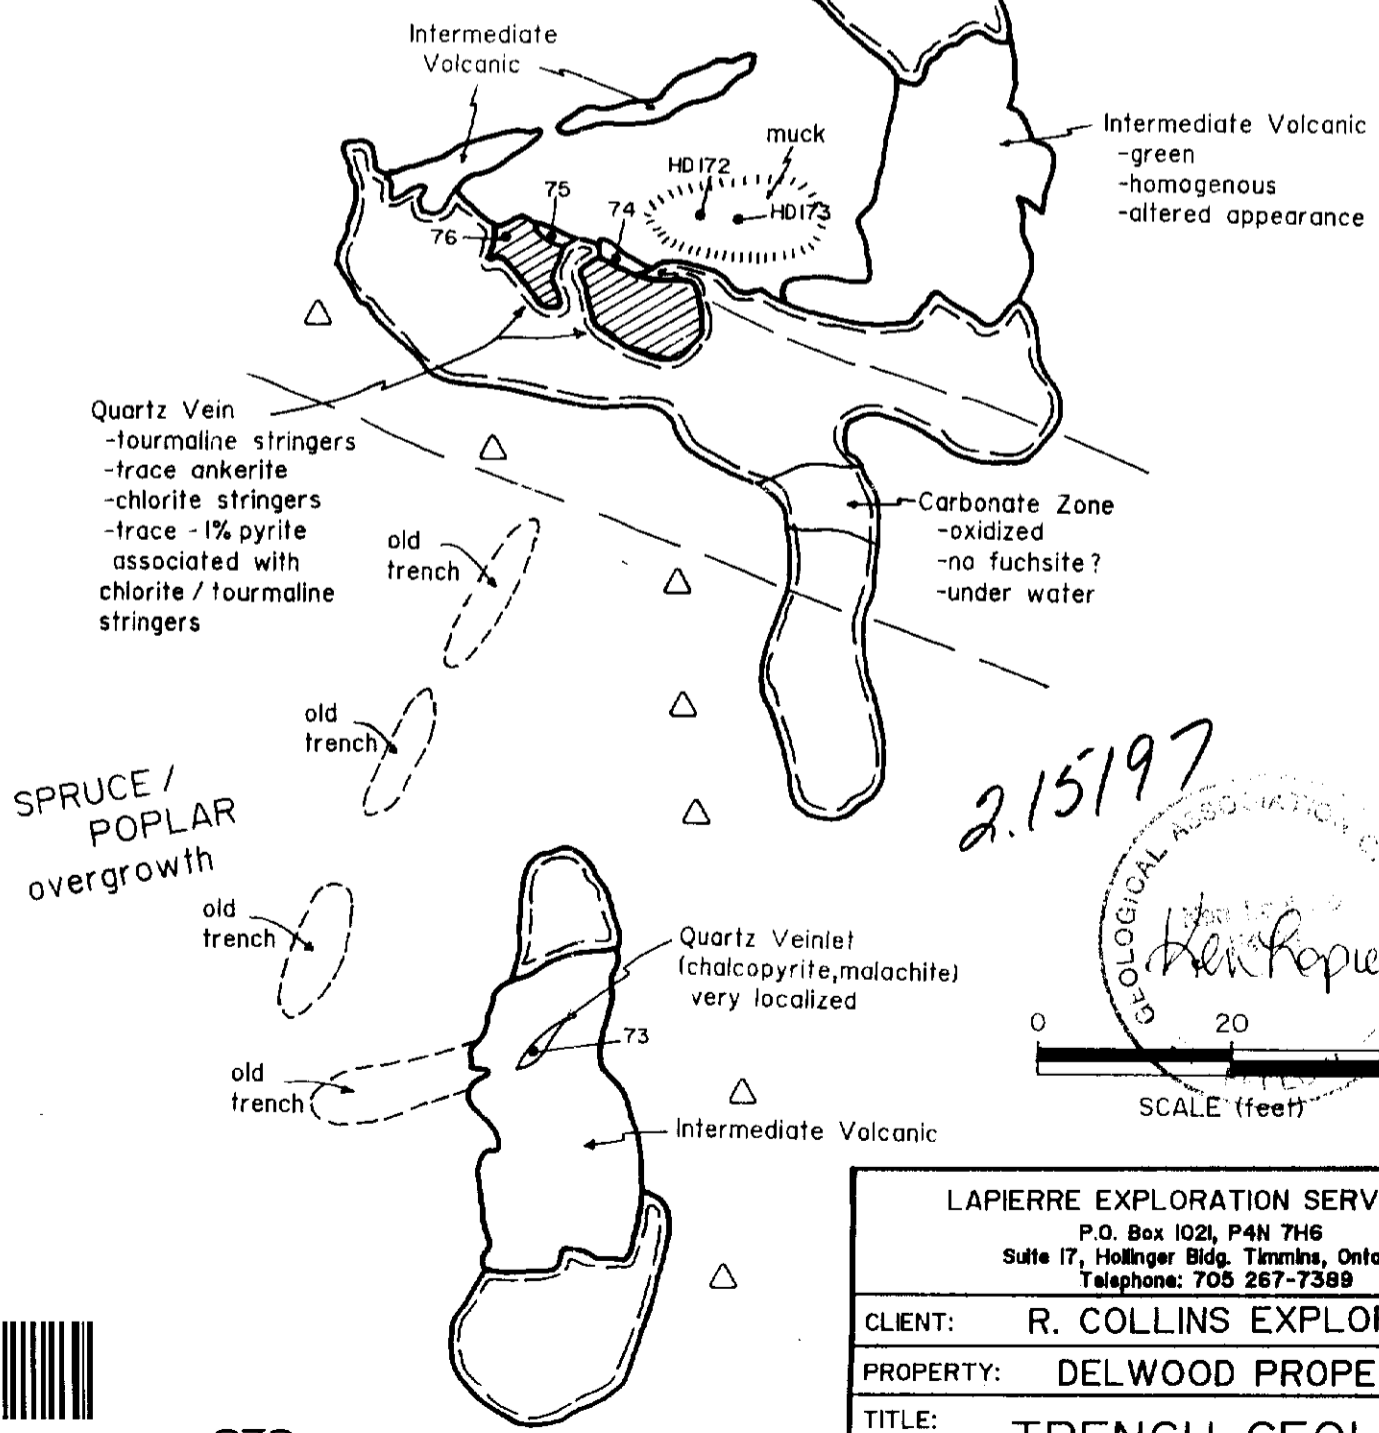 Intermediate
Volcanic
muck
HD172
HD173
75
74
76
Intermediate Volcanic
-green
-homogenous
-altered appearance
Quartz Vein
-tourmaline stringers
-trace ankerite
-chlorite stringers
-trace - 1% pyrite
associated with
chlorite / tourmaline
stringers
old
trench
Carbonate Zone
-oxidized
-no fuchsite?
-under water
old
trench
SPRUCE /
POPLAR
overgrowth
2.15197
GEOLOGICAL ASSOCIATION
old
trench
Quartz Veinlet
(chalcopyrite, malachite)
very localized
73
old
trench
Intermediate Volcanic
0 20
SCALE (feet)
LAPIERRE EXPLORATION SERV
P.O. Box 1021, P4N 7H6
Suite 17, Hollinger Bldg. Timmins, Onta
Telephone: 705 267-7389
CLIENT: R. COLLINS EXPLO
PROPERTY: DELWOOD PROPE
TITLE:
TRENCH GEOL